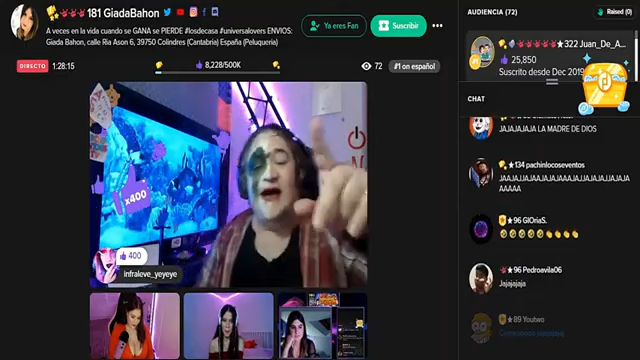 181 GiadaBahon
A veces en la vida cuando se GANA se PIERDE #losdecasa #universalovers ENVIOS:
Giada Bahon, calle Ria Ason 6, 39750 Colindres (Cantabria) España (Peluqueria)
Ya eres Fan
Suscribir
DIRECTO
1:28:15
8,228/500K
72
#1 on español
x400
400
infraleve_yeyeye
AUDIENCIA (72)
Raised (0)
322 Juan_De_A...
25,850
Suscrito desde Dec 2019
CHAT
JAJAJAJAJA LA MADRE DE DIOS
134 pachinlocoseventos
96 GlOriaS.
96 Pedroavila06
Jajajajaja
89 Youtwo